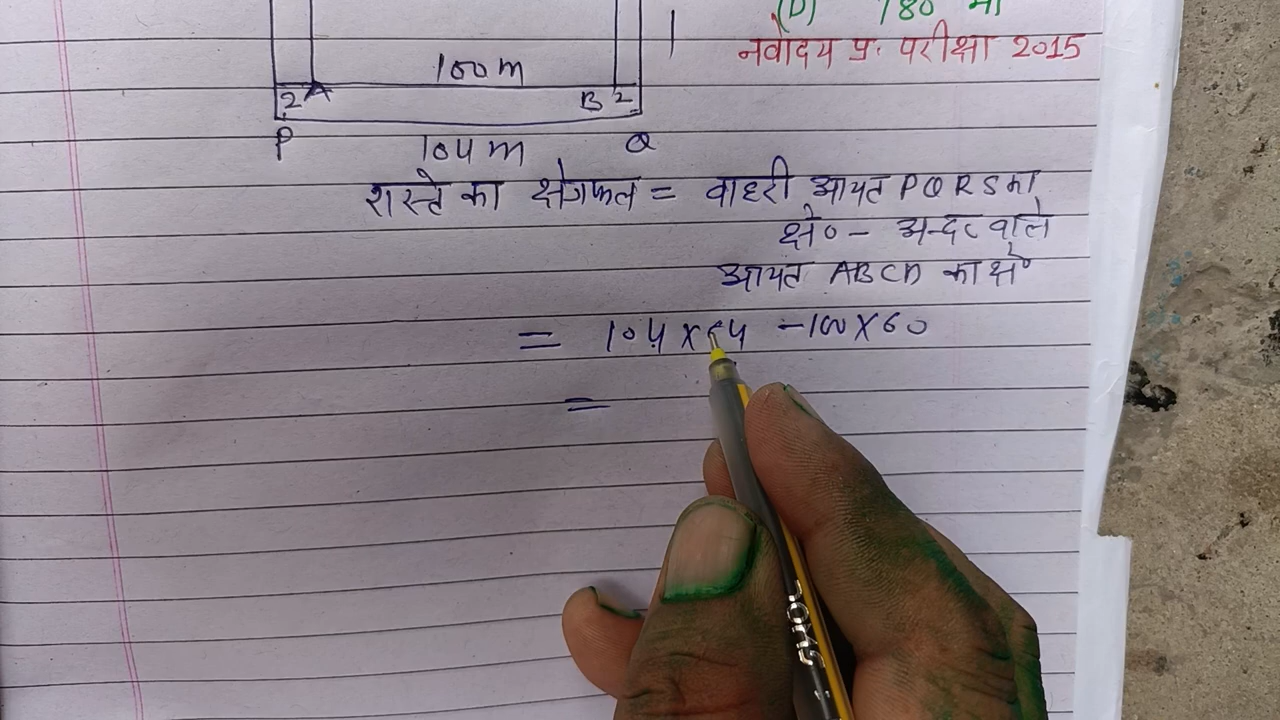 (D) 180 मी
नवोदय प्र. परीक्षा 2015
100 m
2 A B 2
P 104 m Q
रास्ते का क्षेत्रफल = बाहरी आयत PQRS का
क्षे० - अन्दर वाले
आयत ABCD का क्षे०
= 104 x 64 - 100 x 60
=